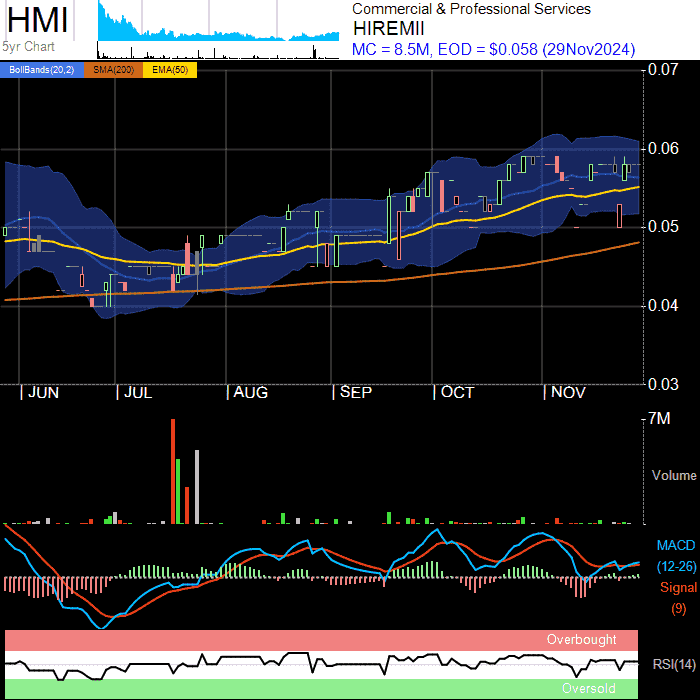 HMI
5yr Chart
Commercial & Professional Services
HIREMII
MC = 8.5M, EOD = $0.058 (29Nov2024)
BollBands(20,2) SMA(200) EMA(50)
0.07
0.06
0.05
0.04
0.03
JUN JUL AUG SEP OCT NOV
7M
Volume
MACD
(12-26)
Signal
(9)
Overbought
RSI(14)
Oversold